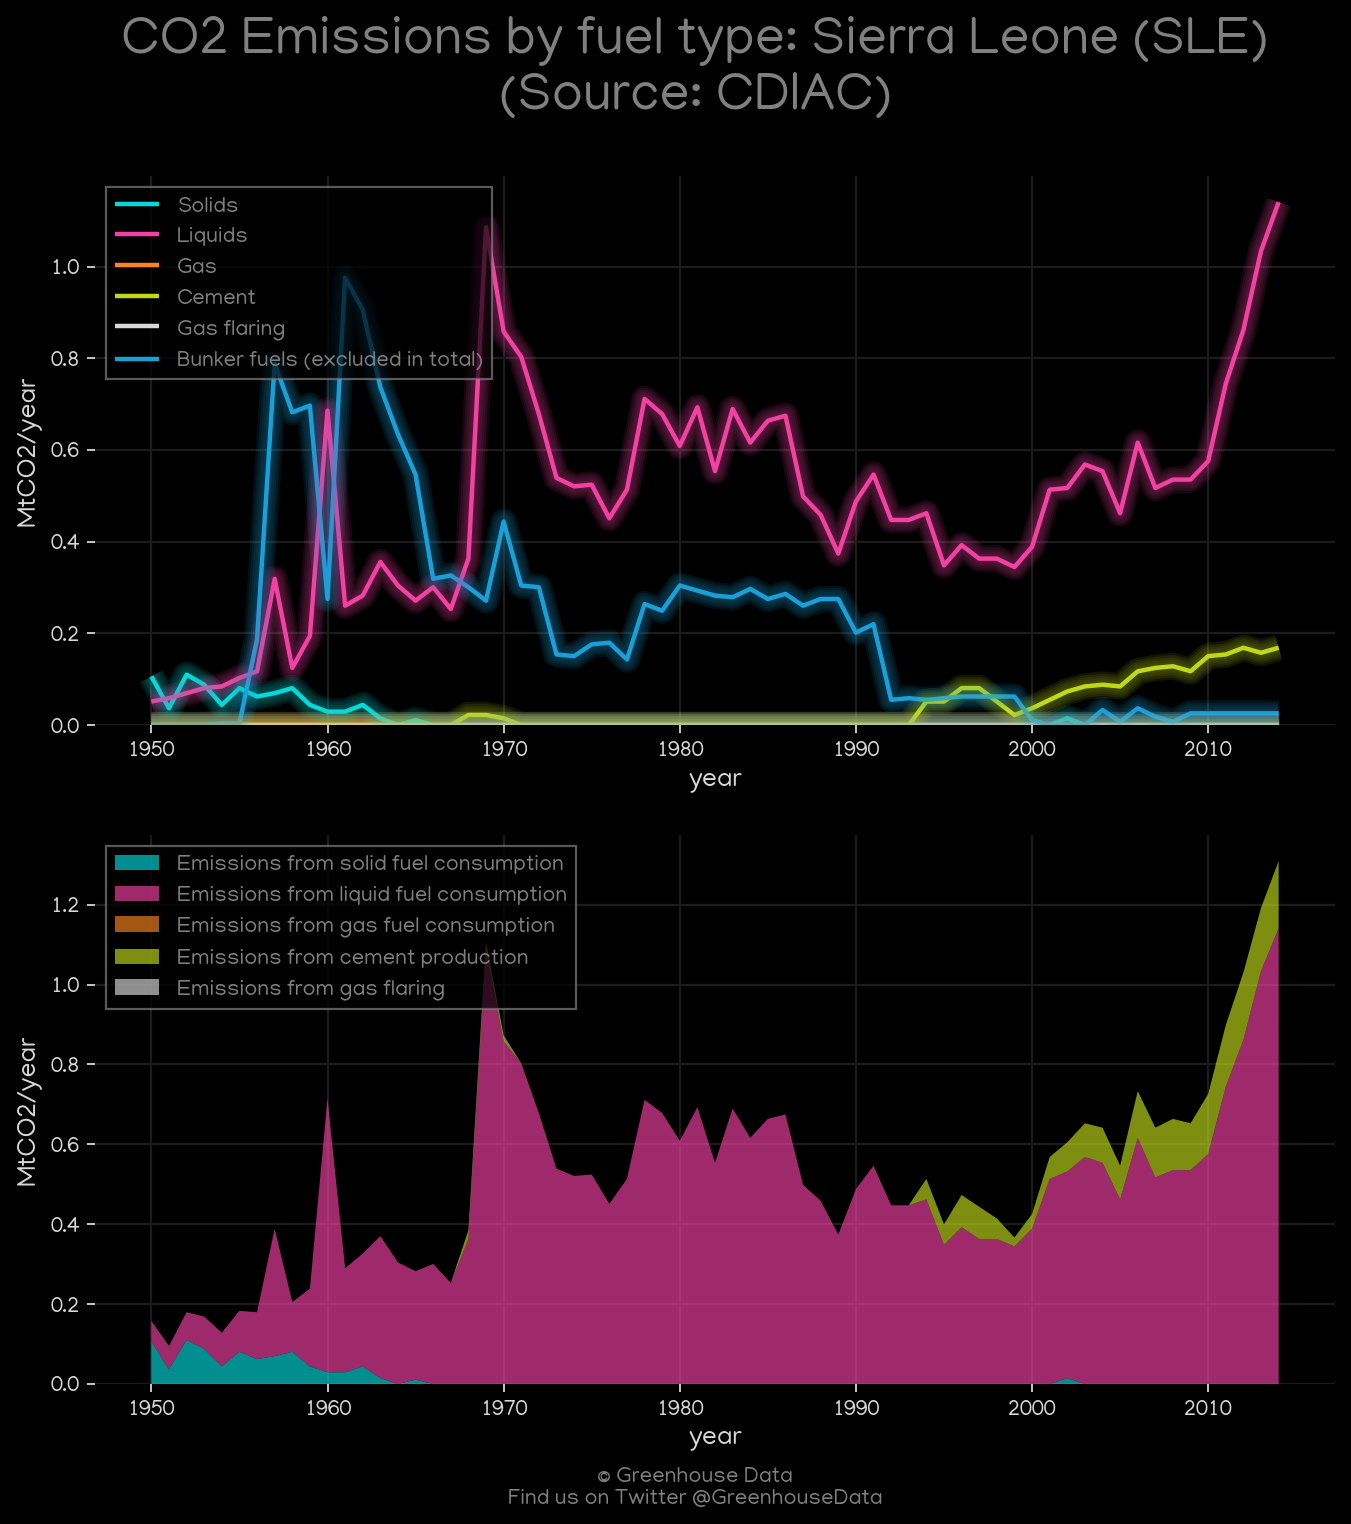 CO2 Emissions by fuel type: Sierra Leone (SLE)
(Source: CDIAC)
Solids
Liquids
Gas
Cement
Gas flaring
Bunker fuels (excluded in total)
MtCO2/year
1.0
0.8
0.6
0.4
0.2
0.0
1950 1960 1970 1980 1990 2000 2010
year
Emissions from solid fuel consumption
Emissions from liquid fuel consumption
Emissions from gas fuel consumption
Emissions from cement production
Emissions from gas flaring
MtCO2/year
1.2
1.0
0.8
0.6
0.4
0.2
0.0
1950 1960 1970 1980 1990 2000 2010
year
© Greenhouse Data
Find us on Twitter @GreenhouseData